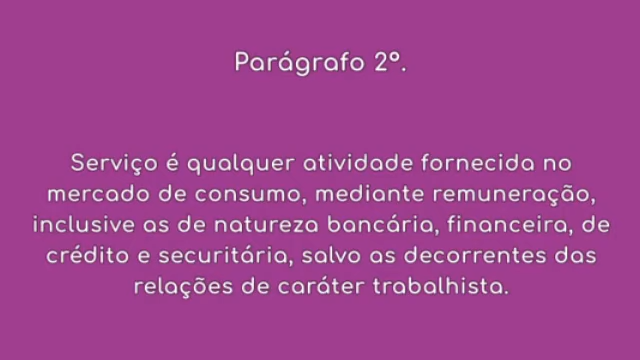 Parágrafo 2º.
Serviço é qualquer atividade fornecida no
mercado de consumo, mediante remuneração,
inclusive as de natureza bancária, financeira, de
crédito e securitária, salvo as decorrentes das
relações de caráter trabalhista.